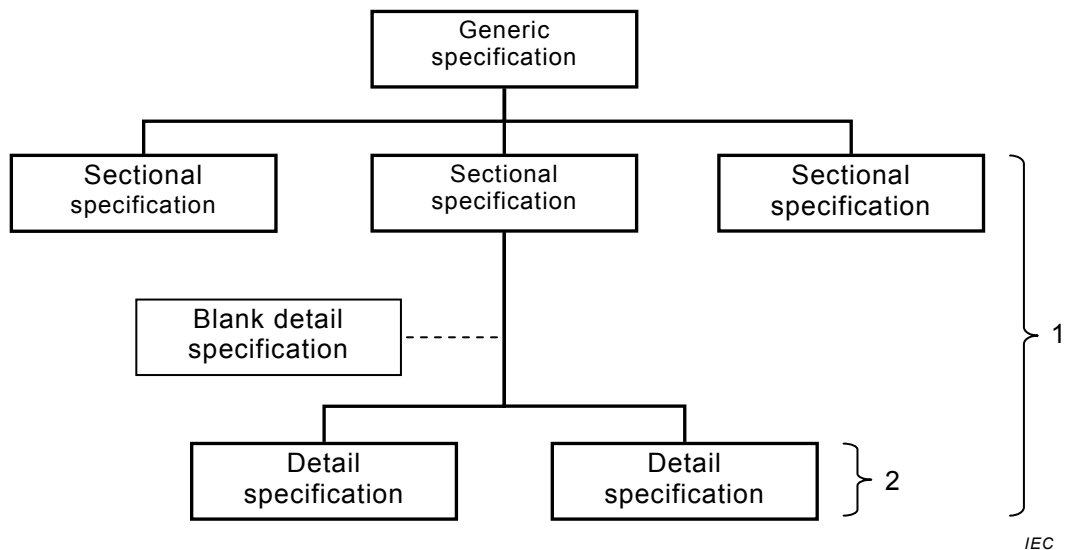 Generic
specification
Sectional
specification
Sectional
specification
Sectional
specification
Blank detail
specification
1
Detail
specification
Detail
specification
2
IEC